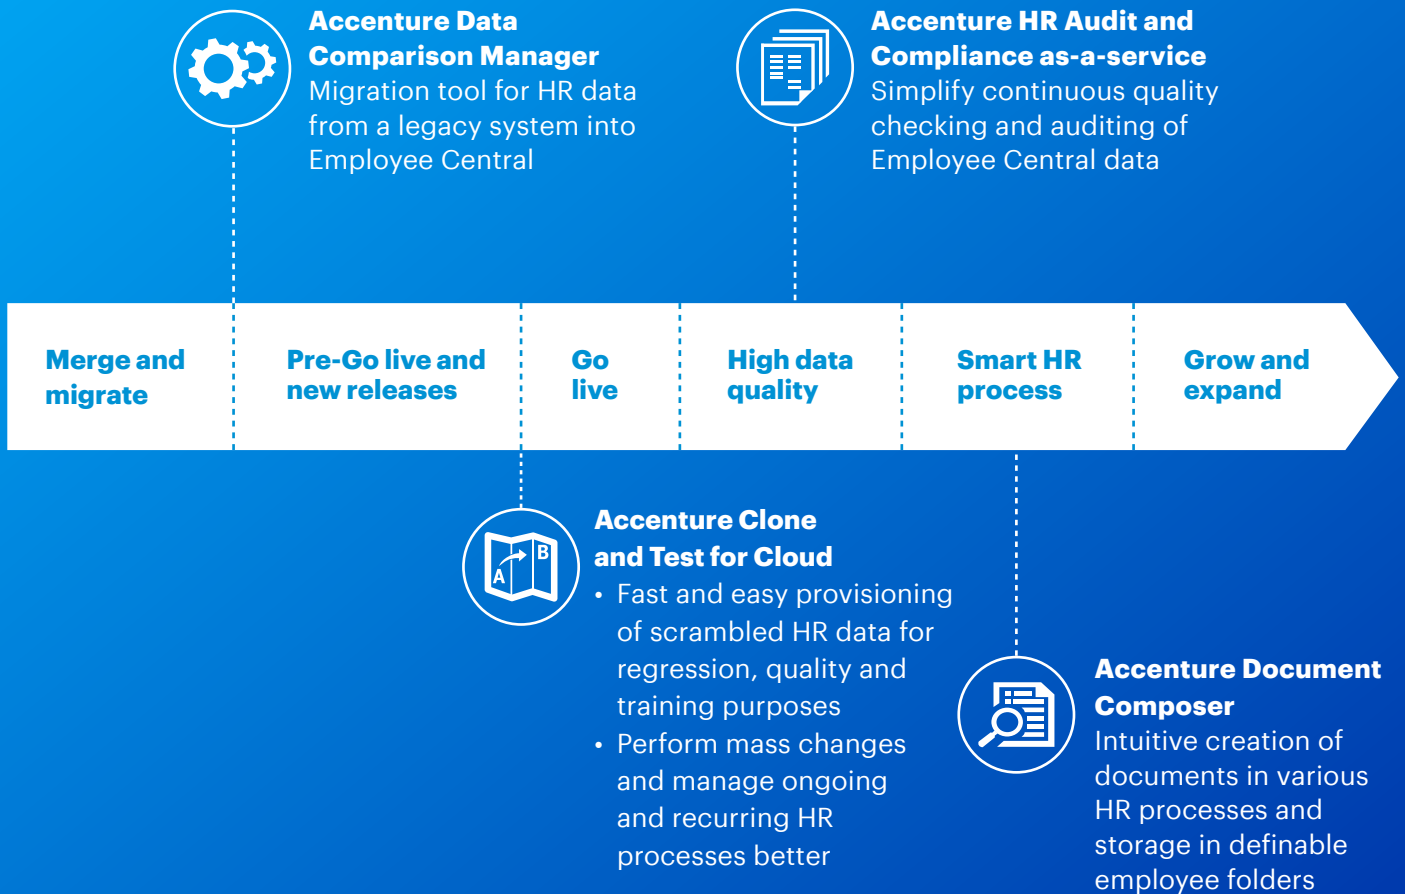 Accenture Data
Comparison Manager
Migration tool for HR data
from a legacy system into
Employee Central
Accenture HR Audit and
Compliance as-a-service
Simplify continuous quality
checking and auditing of
Employee Central data
Merge and
migrate
Pre-Go live and
new releases
Go
live
High data
quality
Smart HR
process
Grow and
expand
A
B
Accenture Clone
and Test for Cloud
• Fast and easy provisioning
of scrambled HR data for
regression, quality and
training purposes
• Perform mass changes
and manage ongoing
and recurring HR
processes better
Accenture Document
Composer
Intuitive creation of
documents in various
HR processes and
storage in definable
employee folders